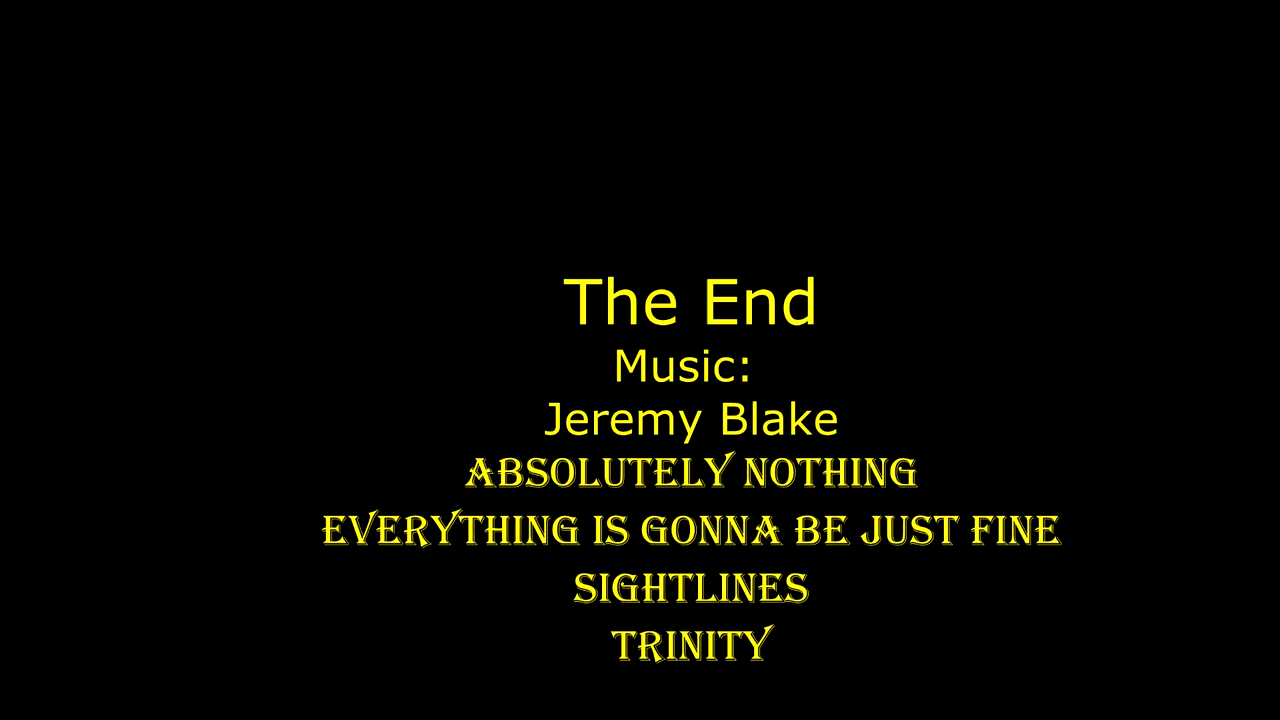 The End
Music:
Jeremy Blake
ABSOLUTELY NOTHING
EVERYTHING IS GONNA BE JUST FINE
SIGHTLINES
TRINITY